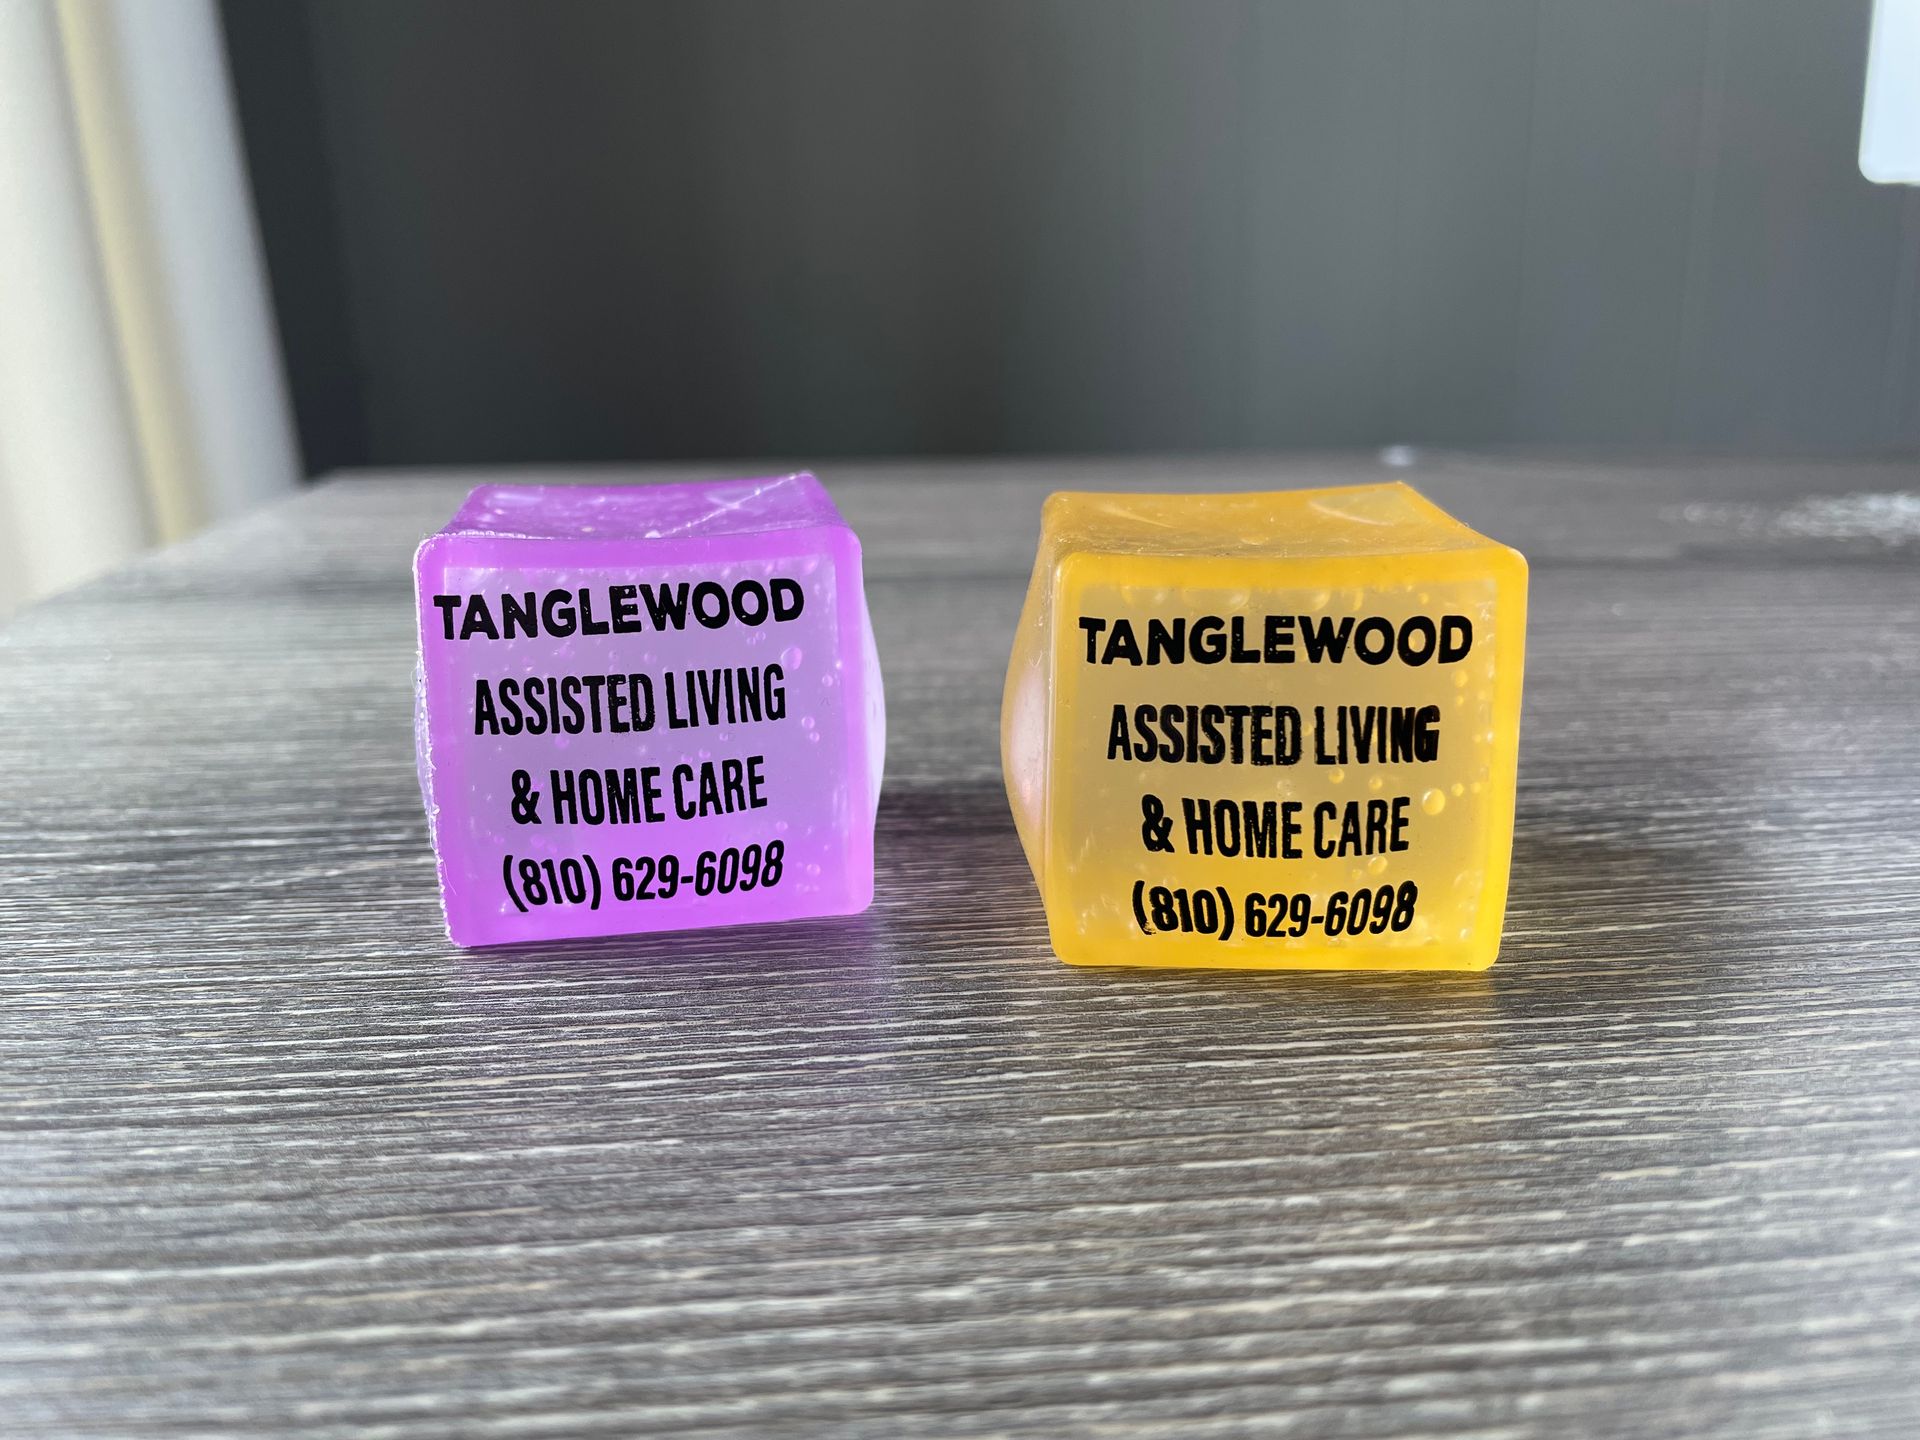 TANGLEWOOD
ASSISTED LIVING
& HOME CARE
(810) 629-6098
TANGLEWOOD
ASSISTED LIVING
& HOME CARE
(810) 629-6098